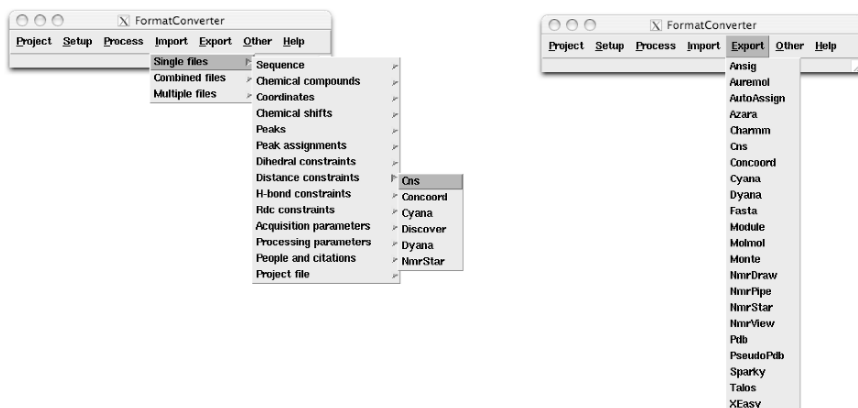 FormatConverter
Project Setup Process Import Export Other Help
Single files
Combined files
Multiple files
Sequence
Chemical compounds
Coordinates
Chemical shifts
Peaks
Peak assignments
Dihedral constraints
Distance constraints
H-bond constraints
Rdc constraints
Acquisition parameters
Processing parameters
People and citations
Project file
Cns
Concoord
Cyana
Discover
Dyana
NmrStar
FormatConverter
Project Setup Process Import Export Other Help
Ansig
Auremol
AutoAssign
Azara
Charmm
Cns
Concoord
Cyana
Dyana
Fasta
Module
Molmol
Monte
NmrDraw
NmrPipe
NmrStar
NmrView
Pdb
PseudoPdb
Sparky
Talos
XEasy